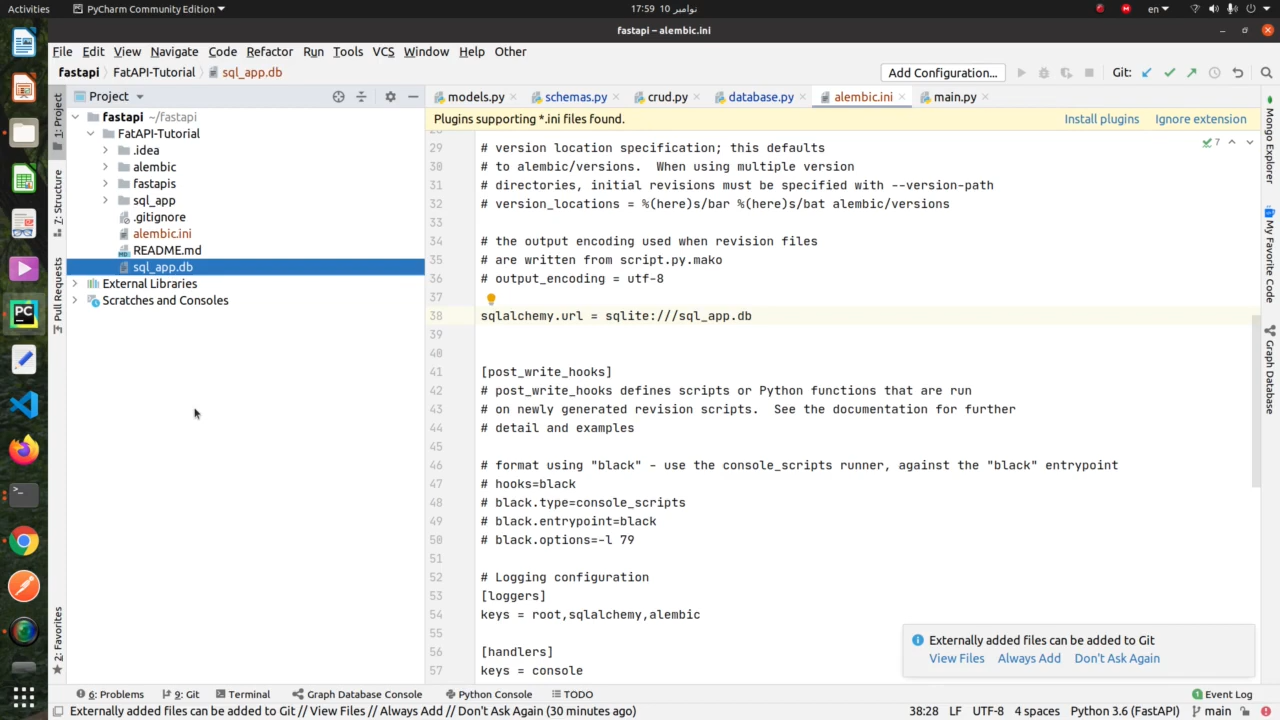 Activities
PyCharm Community Edition
17:59 10 نوامبر
en
fastapi – alembic.ini
File Edit View Navigate Code Refactor Run Tools VCS Window Help Other
fastapi FatAPI-Tutorial sql_app.db
Add Configuration...
Git:
Project
models.py schemas.py crud.py database.py alembic.ini main.py
Plugins supporting *.ini files found.
Install plugins Ignore extension
fastapi ~/fastapi
FatAPI-Tutorial
.idea
alembic
fastapis
sql_app
.gitignore
alembic.ini
README.md
sql_app.db
External Libraries
Scratches and Consoles
1: Project
7: Structure
Pull Requests
2: Favorites
7
29 # version location specification; this defaults
30 # to alembic/versions.  When using multiple version
31 # directories, initial revisions must be specified with --version-path
32 # version_locations = %(here)s/bar %(here)s/bat alembic/versions
33
34 # the output encoding used when revision files
35 # are written from script.py.mako
36 # output_encoding = utf-8
37
38 sqlalchemy.url = sqlite:///sql_app.db
39
40
41 [post_write_hooks]
42 # post_write_hooks defines scripts or Python functions that are run
43 # on newly generated revision scripts.  See the documentation for further
44 # detail and examples
45
46 # format using "black" - use the console_scripts runner, against the "black" entrypoint
47 # hooks=black
48 # black.type=console_scripts
49 # black.entrypoint=black
50 # black.options=-l 79
51
52 # Logging configuration
53 [loggers]
54 keys = root,sqlalchemy,alembic
55
56 [handlers]
57 keys = console
Mongo Explorer
My Favorite Code
Graph Database
Externally added files can be added to Git
View Files Always Add Don't Ask Again
6: Problems 9: Git Terminal Graph Database Console Python Console TODO
Event Log
Externally added files can be added to Git // View Files // Always Add // Don't Ask Again (30 minutes ago)
38:28 LF UTF-8 4 spaces Python 3.6 (FastAPI) main